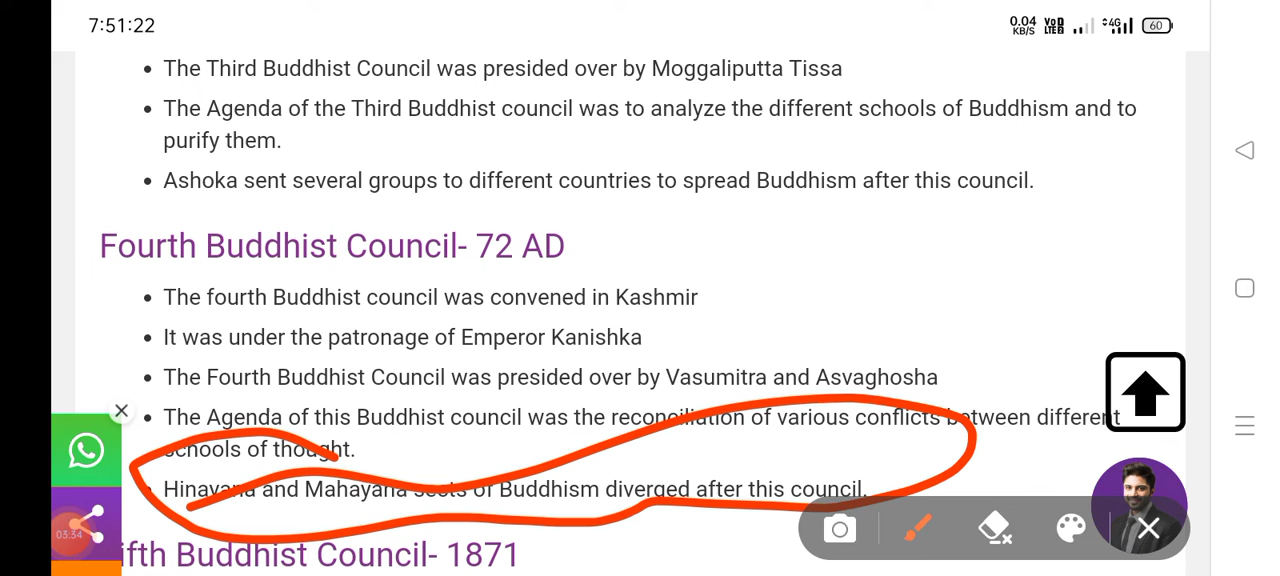 7:51:22
0.04 KB/S VoD LTE2 4G 60
The Third Buddhist Council was presided over by Moggaliputta Tissa
The Agenda of the Third Buddhist council was to analyze the different schools of Buddhism and to
purify them.
Ashoka sent several groups to different countries to spread Buddhism after this council.
Fourth Buddhist Council- 72 AD
The fourth Buddhist council was convened in Kashmir
It was under the patronage of Emperor Kanishka
The Fourth Buddhist Council was presided over by Vasumitra and Asvaghosha
The Agenda of this Buddhist council was the reconciliation of various conflicts between different
schools of thought.
Hinayana and Mahayana sects of Buddhism diverged after this council.
03:34
ifth Buddhist Council- 1871